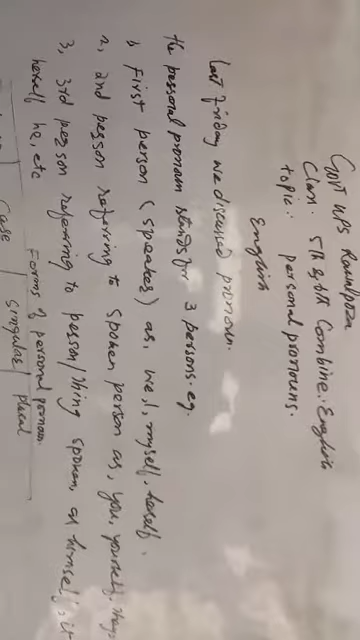 Govt UPS Ramalpora
Class: 5th & 6th Combine. English
topic: personal pronouns.
English
last friday we discussed pronoun.
the personal pronoun stands for 3 persons. eg.
1, First person (speaker) as, we, I, myself, herself.
2, 2nd person referring to spoken person as, you, yourself,
3, 3rd person referring to person/thing spoken, as himself, it
herself he, etc
Forms of personal pronoun.
Case | Singular | plural